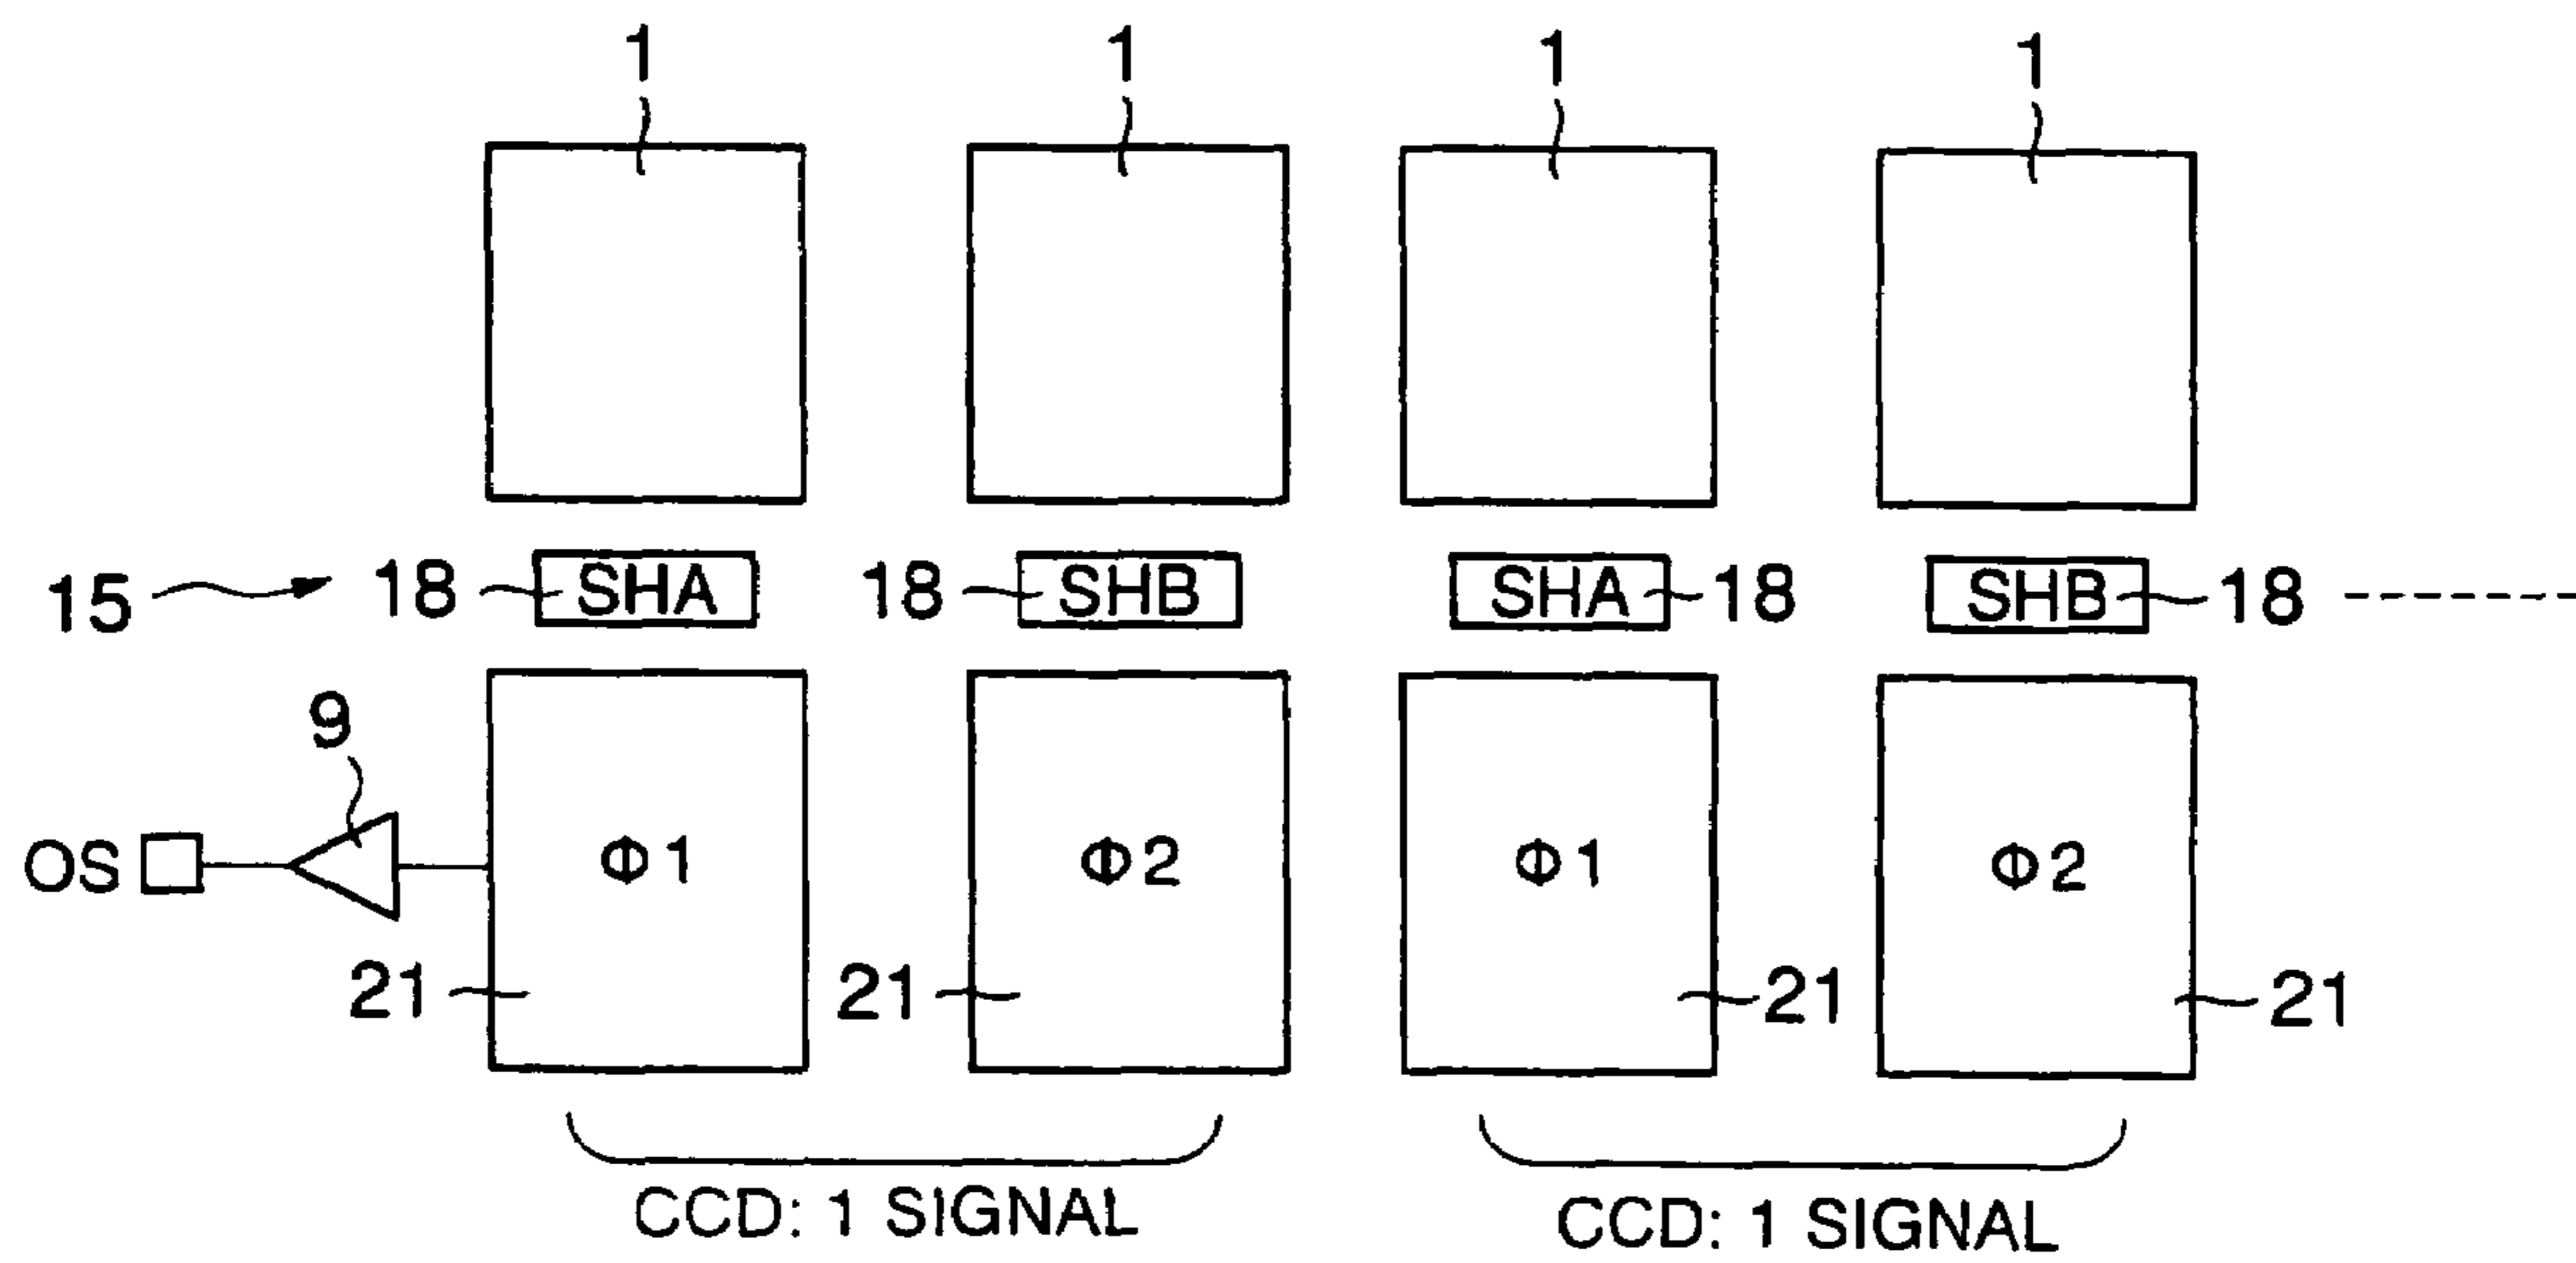 1 1 1 1
15 18 SHA 18 SHB SHA 18 SHB 18
9
OS Φ1 Φ2 Φ1 Φ2
21 21 21 21
CCD: 1 SIGNAL CCD: 1 SIGNAL